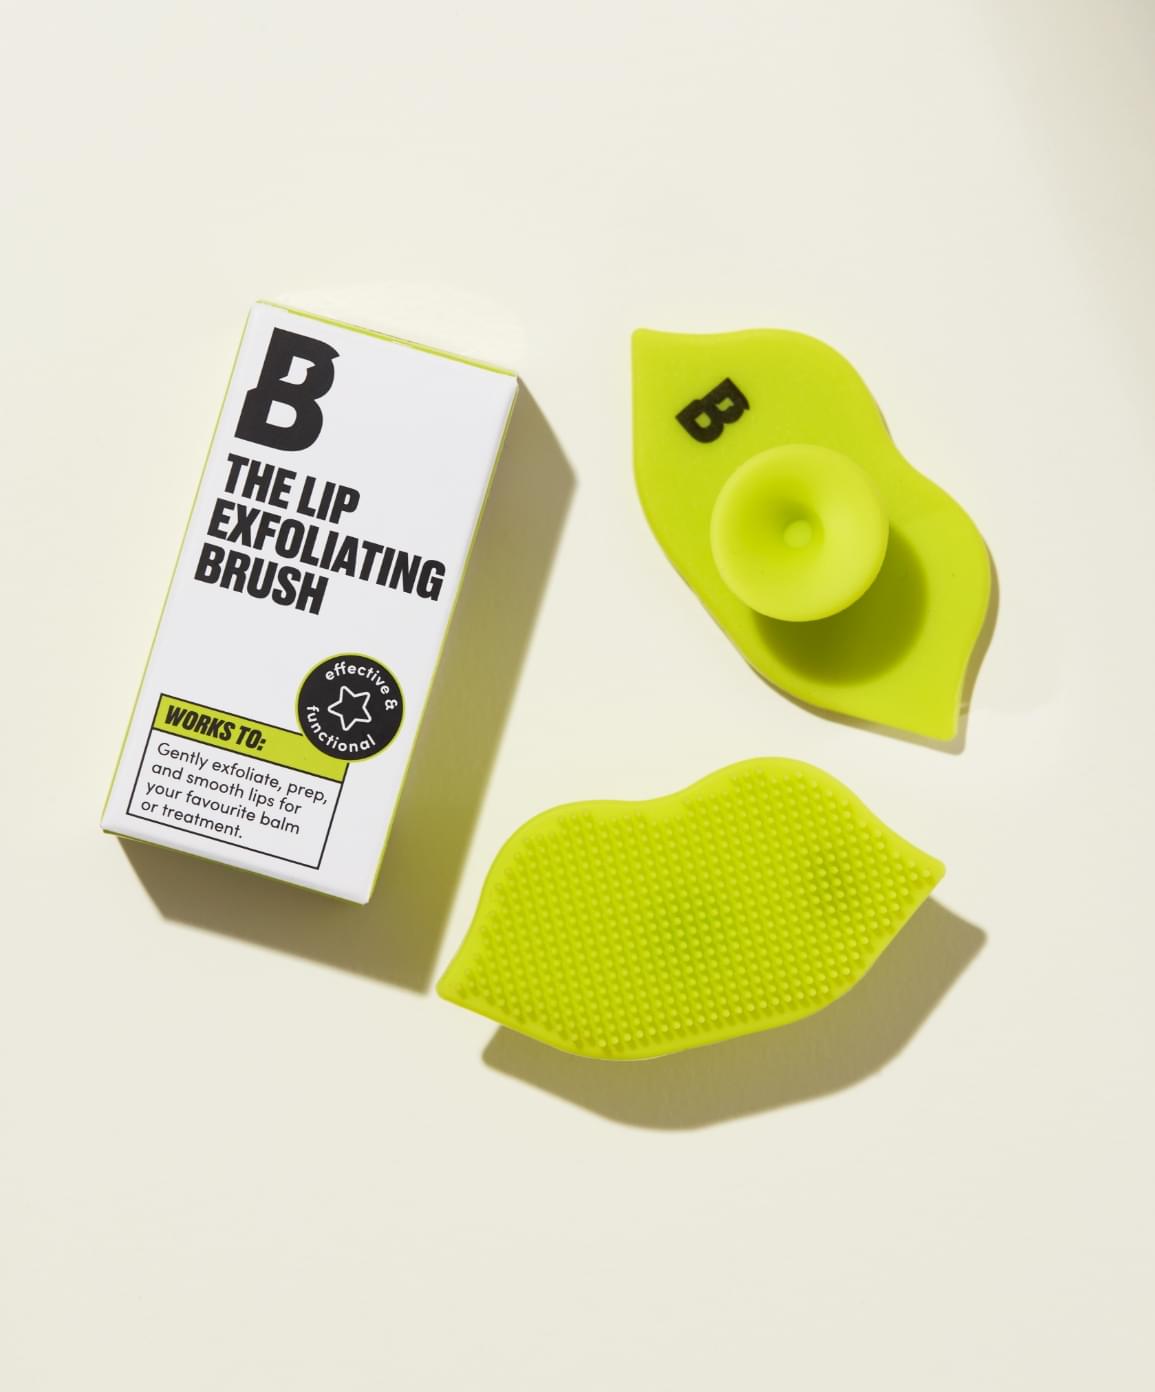 B
THE LIP
EXFOLIATING
BRUSH
effective &
functional
WORKS TO:
Gently exfoliate, prep,
and smooth lips for
your favourite balm
or treatment.
B